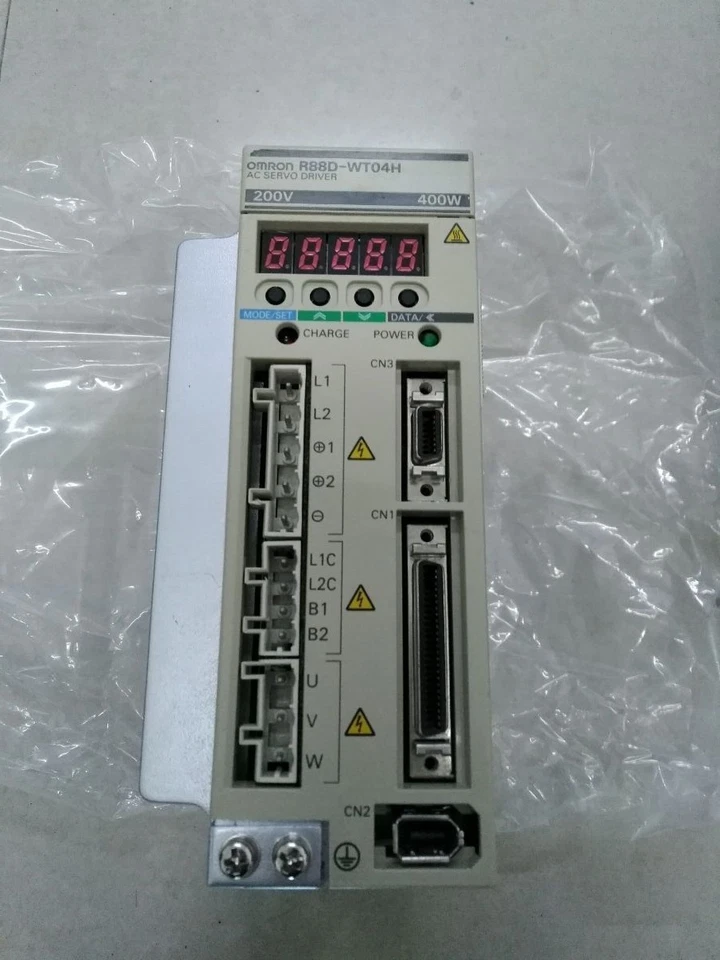 OMRON R88D-WT04H
AC SERVO DRIVER
200V 400W
88888
MODE/SET DATA/
CHARGE POWER
CN3
L1
L2
⊕1
⊕2
⊖
CN1
L1C
L2C
B1
B2
U
V
W
CN2